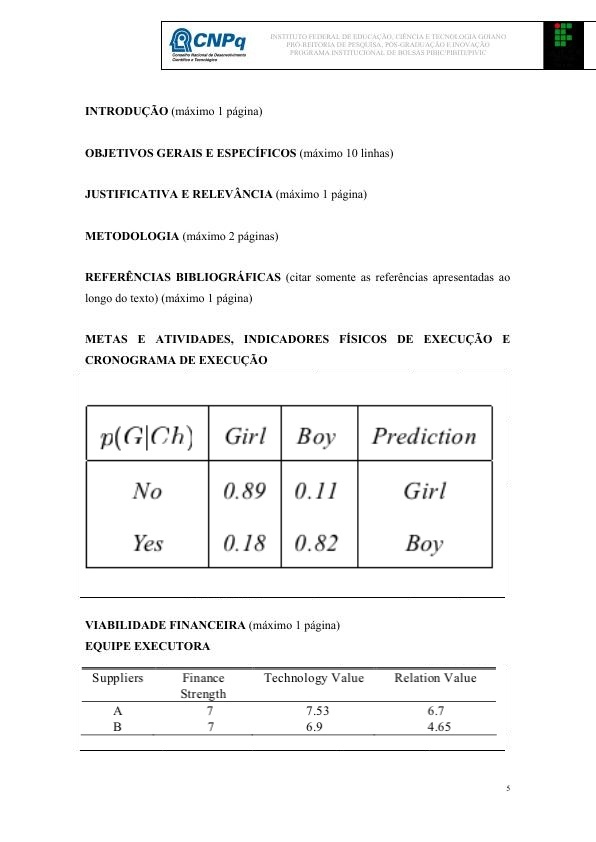 CNPq
Conselho Nacional de Desenvolvimento
Científico e Tecnológico
INSTITUTO FEDERAL DE EDUCAÇÃO, CIÊNCIA E TECNOLOGIA GOIANO
PRÓ-REITORIA DE PESQUISA, PÓS-GRADUAÇÃO E INOVAÇÃO
PROGRAMA INSTITUCIONAL DE BOLSAS PIBIC/PIBITI/PIVIC
INTRODUÇÃO (máximo 1 página)
OBJETIVOS GERAIS E ESPECÍFICOS (máximo 10 linhas)
JUSTIFICATIVA E RELEVÂNCIA (máximo 1 página)
METODOLOGIA (máximo 2 páginas)
REFERÊNCIAS BIBLIOGRÁFICAS (citar somente as referências apresentadas ao
longo do texto) (máximo 1 página)
METAS E ATIVIDADES, INDICADORES FÍSICOS DE EXECUÇÃO E
CRONOGRAMA DE EXECUÇÃO
p(G|Ch) Girl Boy Prediction
No 0.89 0.11 Girl
Yes 0.18 0.82 Boy
VIABILIDADE FINANCEIRA (máximo 1 página)
EQUIPE EXECUTORA
Suppliers Finance Technology Value Relation Value
Strength
A 7 7.53 6.7
B 7 6.9 4.65
5